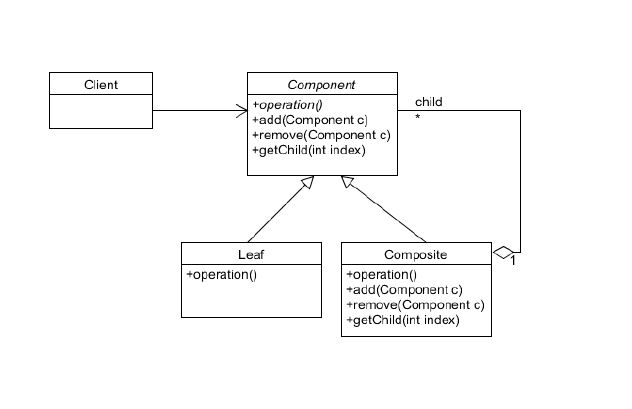 Client
Component
+operation()
+add(Component c)
+remove(Component c)
+getChild(int index)
child
*
Leaf
+operation()
Composite
+operation()
+add(Component c)
+remove(Component c)
+getChild(int index)
1